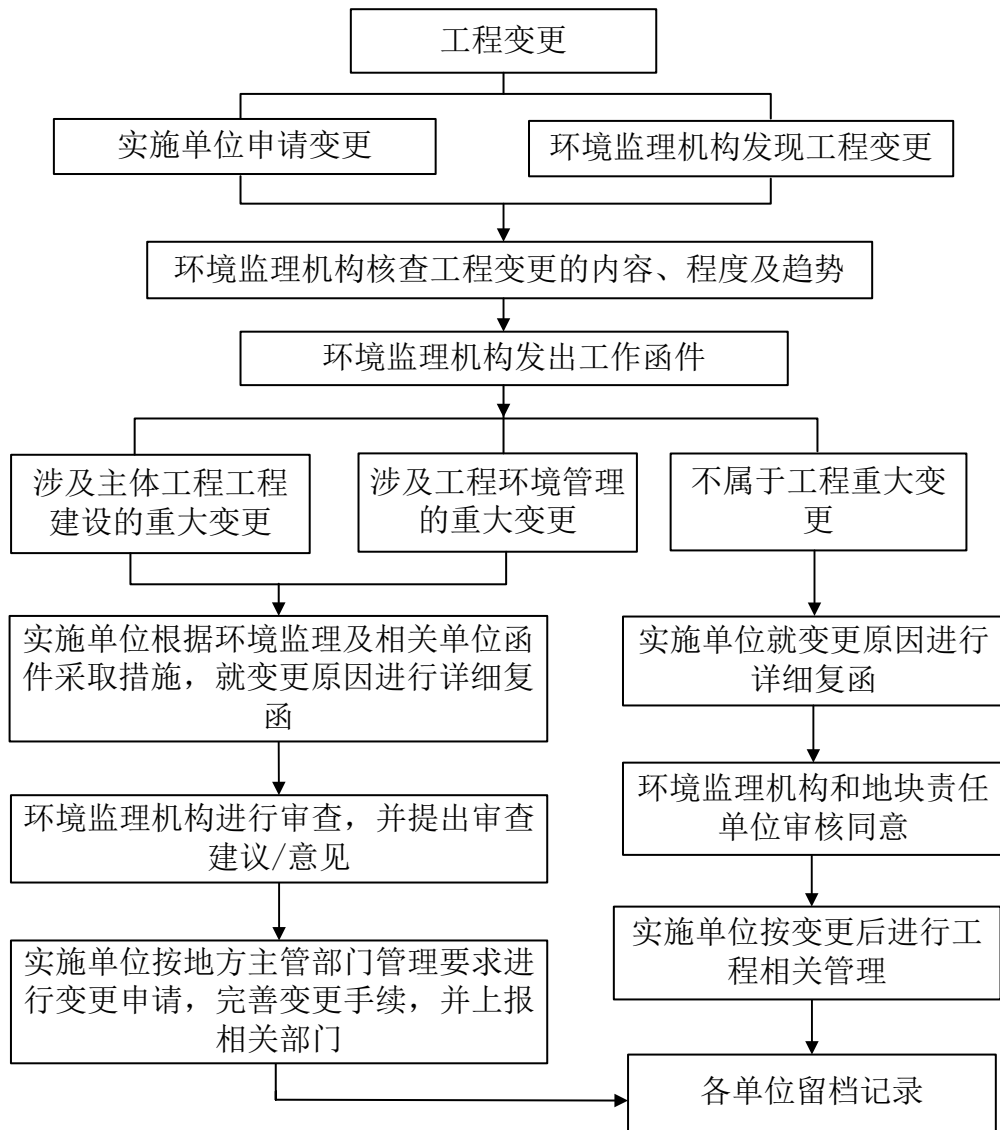 工程变更
实施单位申请变更
环境监理机构发现工程变更
环境监理机构核查工程变更的内容、程度及趋势
环境监理机构发出工作函件
涉及主体工程工程
建设的重大变更
涉及工程环境管理
的重大变更
不属于工程重大变
更
实施单位根据环境监理及相关单位函
件采取措施，就变更原因进行详细复
函
实施单位就变更原因进行
详细复函
环境监理机构进行审查，并提出审查
建议/意见
环境监理机构和地块责任
单位审核同意
实施单位按地方主管部门管理要求进
行变更申请，完善变更手续，并上报
相关部门
实施单位按变更后进行工
程相关管理
各单位留档记录